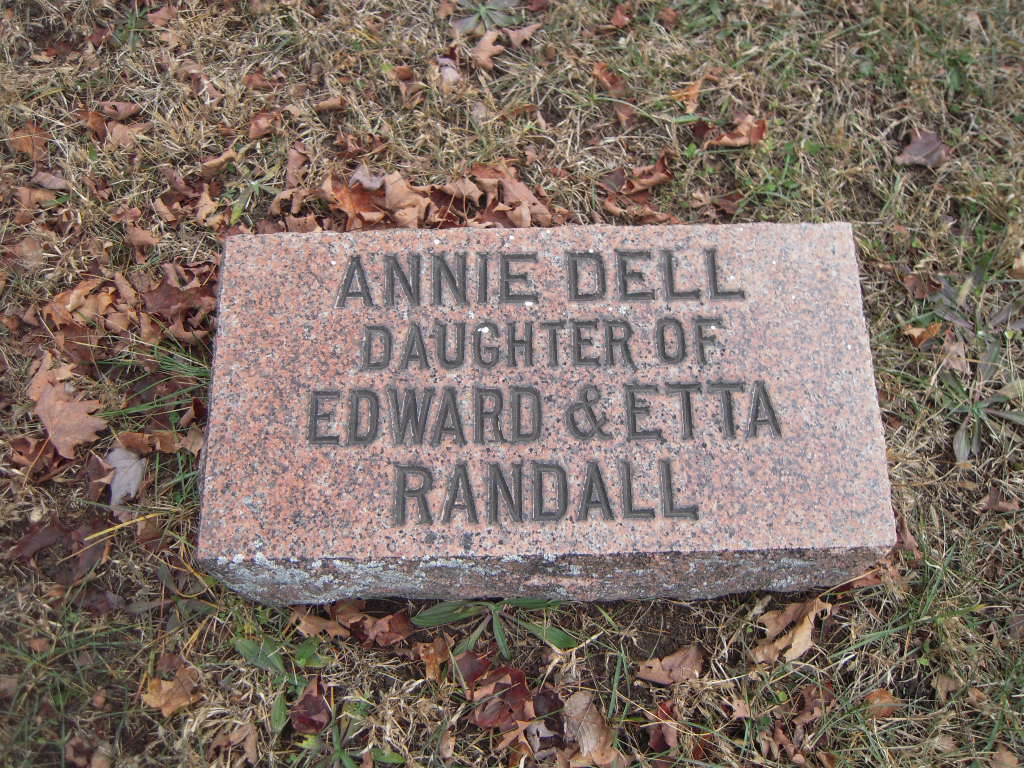 ANNIE DELL
DAUGHTER OF
EDWARD & ETTA
RANDALL